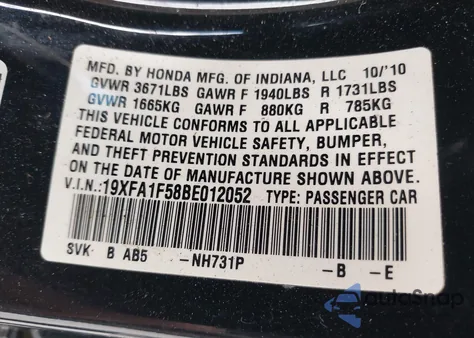 MFD. BY HONDA MFG. OF INDIANA, LLC 10/'10
GVWR 3671LBS GAWR F 1940LBS R 1731LBS
GVWR 1665KG GAWR F 880KG R 785KG
THIS VEHICLE CONFORMS TO ALL APPLICABLE
FEDERAL MOTOR VEHICLE SAFETY, BUMPER,
AND THEFT PREVENTION STANDARDS IN EFFECT
ON THE DATE OF MANUFACTURE SHOWN ABOVE.
V.I.N.:19XFA1F58BE012052 TYPE: PASSENGER CAR
SVK B AB5 -NH731P -B -E
AutoSnap